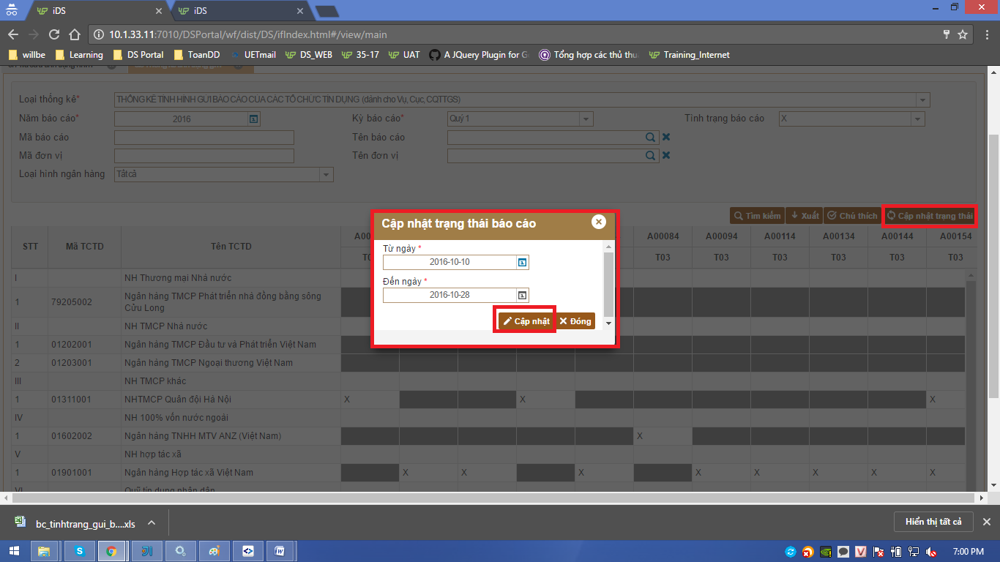 iDS
iDS
10.1.33.11:7010/DSPortal/wf/dist/DS/ifIndex.html#/view/main
willbe Learning DS Portal ToanDD UETmail DS_WEB 35-17 UAT A JQuery Plugin for G Tổng hợp các thủ thu Training_Internet
Loại thống kê* THỐNG KÊ TÌNH HÌNH GỬI BÁO CÁO CỦA CÁC TỔ CHỨC TÍN DỤNG (dành cho Vụ, Cục, CQTTGS)
Năm báo cáo* 2016 Kỳ báo cáo* Quý 1 Tình trạng báo cáo X
Mã báo cáo Tên báo cáo
Mã đơn vị Tên đơn vị
Loại hình ngân hàng Tất cả
Tìm kiếm Xuất Chú thích Cập nhật trạng thái
Cập nhật trạng thái báo cáo
Từ ngày *
2016-10-10
Đến ngày *
2016-10-28
Cập nhật Đóng
STT Mã TCTD Tên TCTD A00084 A00094 A00114 A00134 A00144 A00154
T03 T03 T03 T03 T03 T03
I NH Thương mại Nhà nước
1 79205002 Ngân hàng TMCP Phát triển nhà đồng bằng sông
Cửu Long
II NH TMCP Nhà nước
1 01202001 Ngân hàng TMCP Đầu tư và Phát triển Việt Nam
2 01203001 Ngân hàng TMCP Ngoại thương Việt Nam
III NH TMCP khác
1 01311001 NHTMCP Quân đội Hà Nội X X X
IV NH 100% vốn nước ngoài
1 01602002 Ngân hàng TNHH MTV ANZ (Việt Nam) X
V NH hợp tác xã
1 01901001 Ngân hàng Hợp tác xã Việt Nam X X X X X X X X
VI Quỹ tín dụng nhân dân
bc_tinhtrang_gui_b....xls Hiển thị tất cả
7:00 PM